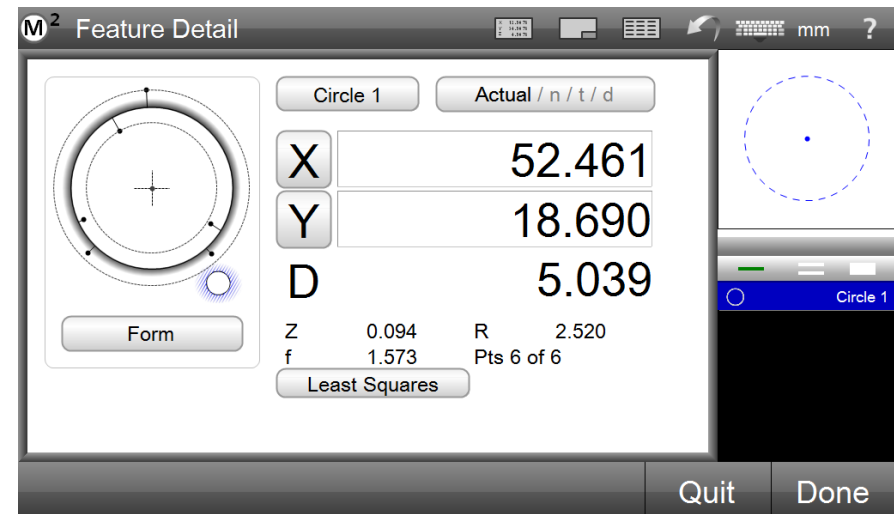 M² Feature Detail mm ?
Circle 1 Actual / n / t / d
X 52.461
Y 18.690
D 5.039
Circle 1
Form
Z 0.094 R 2.520
f 1.573 Pts 6 of 6
Least Squares
Quit Done